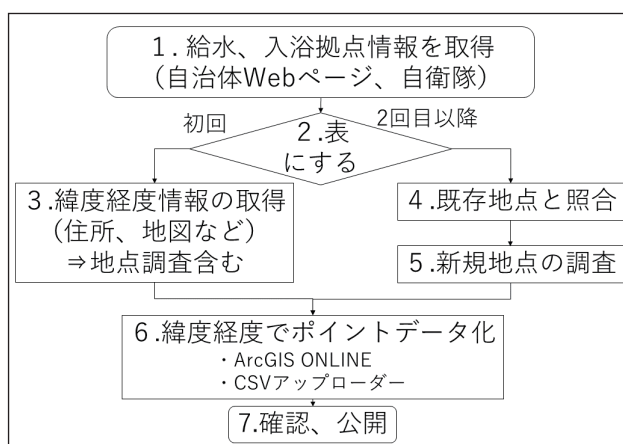 １. 給水、入浴拠点情報を取得
（自治体Webページ、自衛隊）
初回
2回目以降
２.表
にする
３.緯度経度情報の取得
（住所、地図など）
⇒地点調査含む
４.既存地点と照合
５.新規地点の調査
６.緯度経度でポイントデータ化
・ArcGIS ONLINE
・CSVアップローダー
7.確認、公開